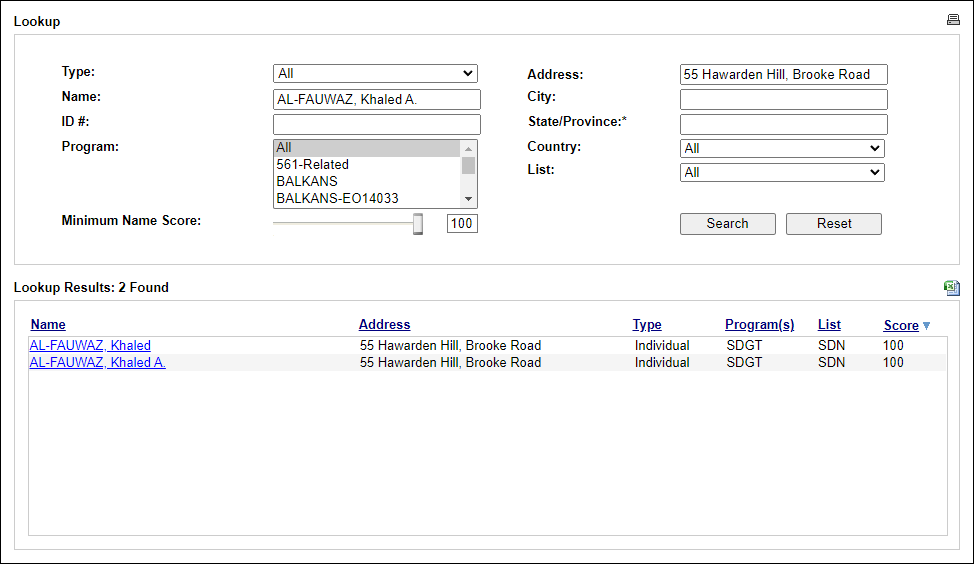 Lookup
Type: All
Name: AL-FAUWAZ, Khaled A.
ID #:
Program: All
561-Related
BALKANS
BALKANS-EO14033
Minimum Name Score: 100
Address: 55 Hawarden Hill, Brooke Road
City:
State/Province:*
Country: All
List: All
Search Reset
Lookup Results: 2 Found
Name Address Type Program(s) List Score
AL-FAUWAZ, Khaled 55 Hawarden Hill, Brooke Road Individual SDGT SDN 100
AL-FAUWAZ, Khaled A. 55 Hawarden Hill, Brooke Road Individual SDGT SDN 100